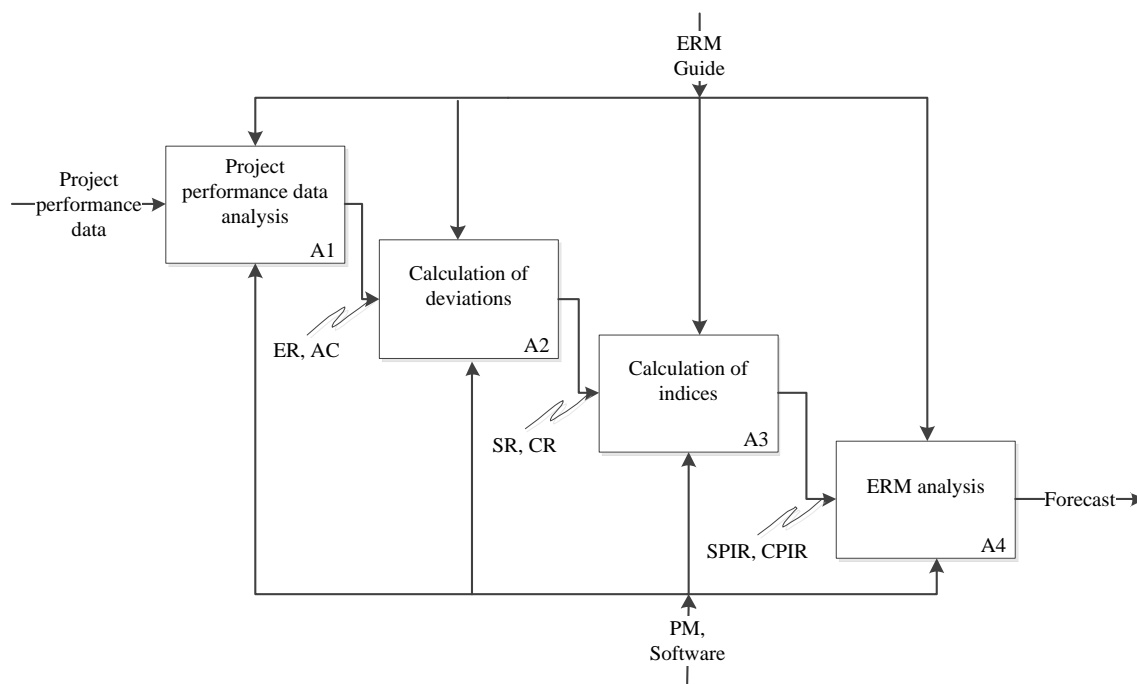 ERM
Guide
Project
performance data
analysis
A1
Project
performance
data
Calculation of
deviations
A2
ER, AC
Calculation of
indices
A3
SR, CR
ERM analysis
A4
SPIR, CPIR
Forecast
PM,
Software